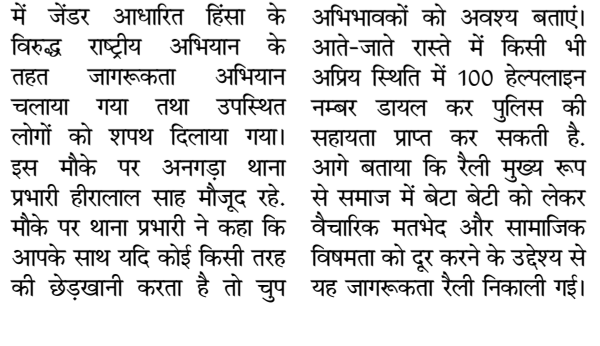 में जेंडर आधारित हिंसा के
विरुद्ध राष्ट्रीय अभियान के
तहत जागरूकता अभियान
चलाया गया तथा उपस्थित
लोगों को शपथ दिलाया गया।
इस मौके पर अनगड़ा थाना
प्रभारी हीरालाल साह मौजूद रहे.
मौके पर थाना प्रभारी ने कहा कि
आपके साथ यदि कोई किसी तरह
की छेड़खानी करता है तो चुप
अभिभावकों को अवश्य बताएं।
आते-जाते रास्ते में किसी भी
अप्रिय स्थिति में 100 हेल्पलाइन
नम्बर डायल कर पुलिस की
सहायता प्राप्त कर सकती है.
आगे बताया कि रैली मुख्य रूप
से समाज में बेटा बेटी को लेकर
वैचारिक मतभेद और सामाजिक
विषमता को दूर करने के उद्देश्य से
यह जागरूकता रैली निकाली गई।